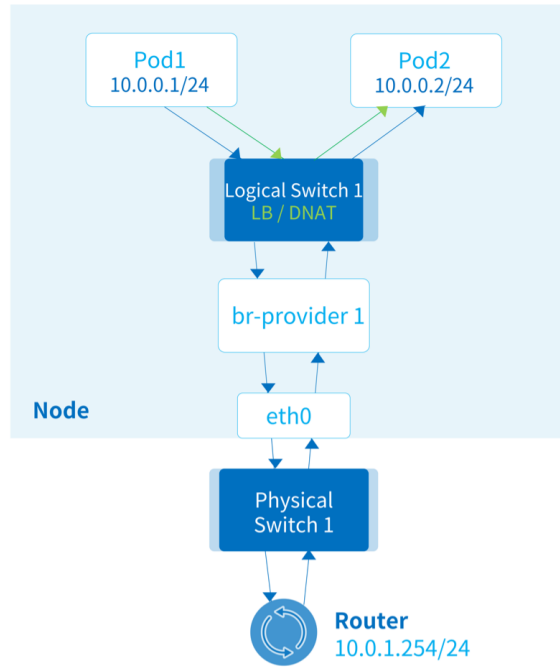 Pod1
10.0.0.1/24
Pod2
10.0.0.2/24
Logical Switch 1
LB / DNAT
br-provider 1
Node
eth0
Physical
Switch 1
Router
10.0.1.254/24